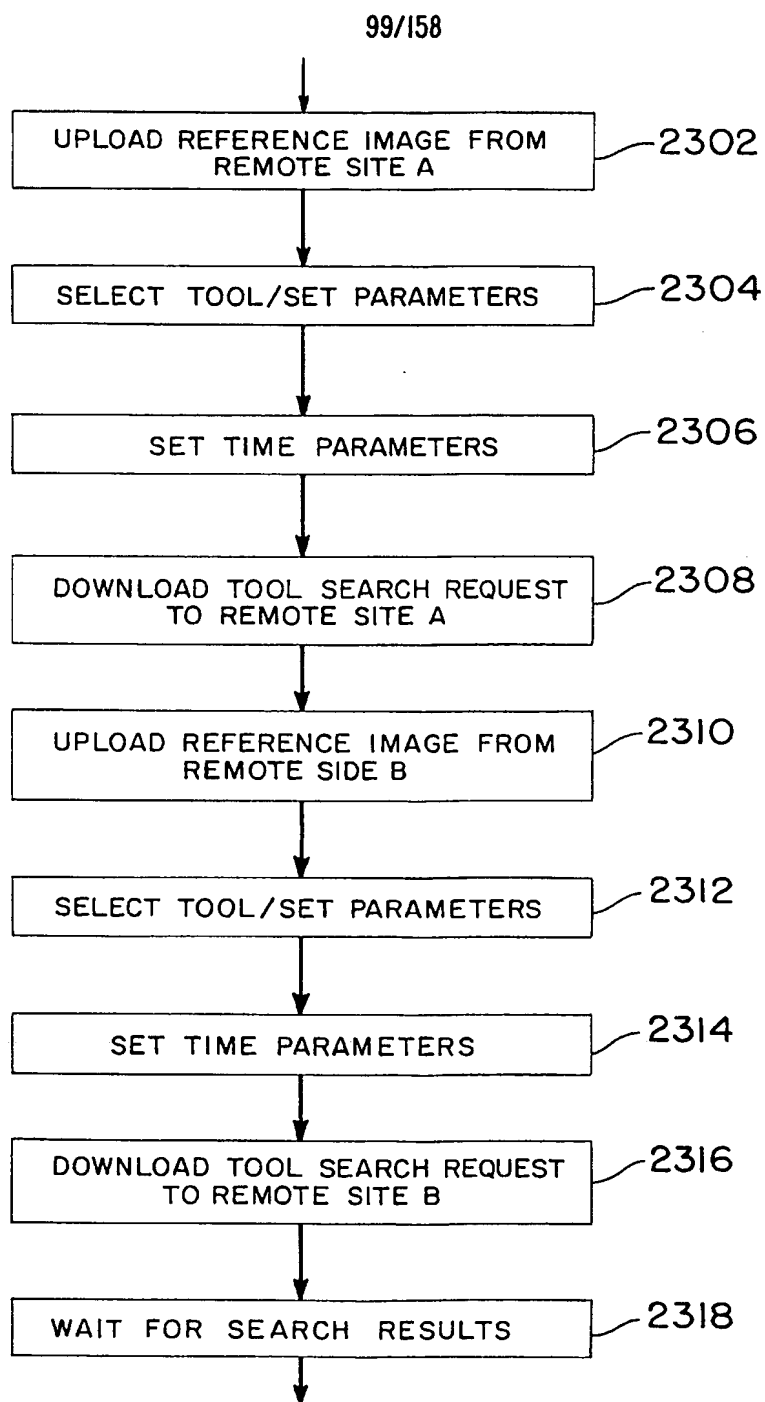 99/158
UPLOAD REFERENCE IMAGE FROM
REMOTE SITE A
2302
SELECT TOOL/SET PARAMETERS
2304
SET TIME PARAMETERS
2306
DOWNLOAD TOOL SEARCH REQUEST
TO REMOTE SITE A
2308
UPLOAD REFERENCE IMAGE FROM
REMOTE SIDE B
2310
SELECT TOOL/SET PARAMETERS
2312
SET TIME PARAMETERS
2314
DOWNLOAD TOOL SEARCH REQUEST
TO REMOTE SITE B
2316
WAIT FOR SEARCH RESULTS
2318